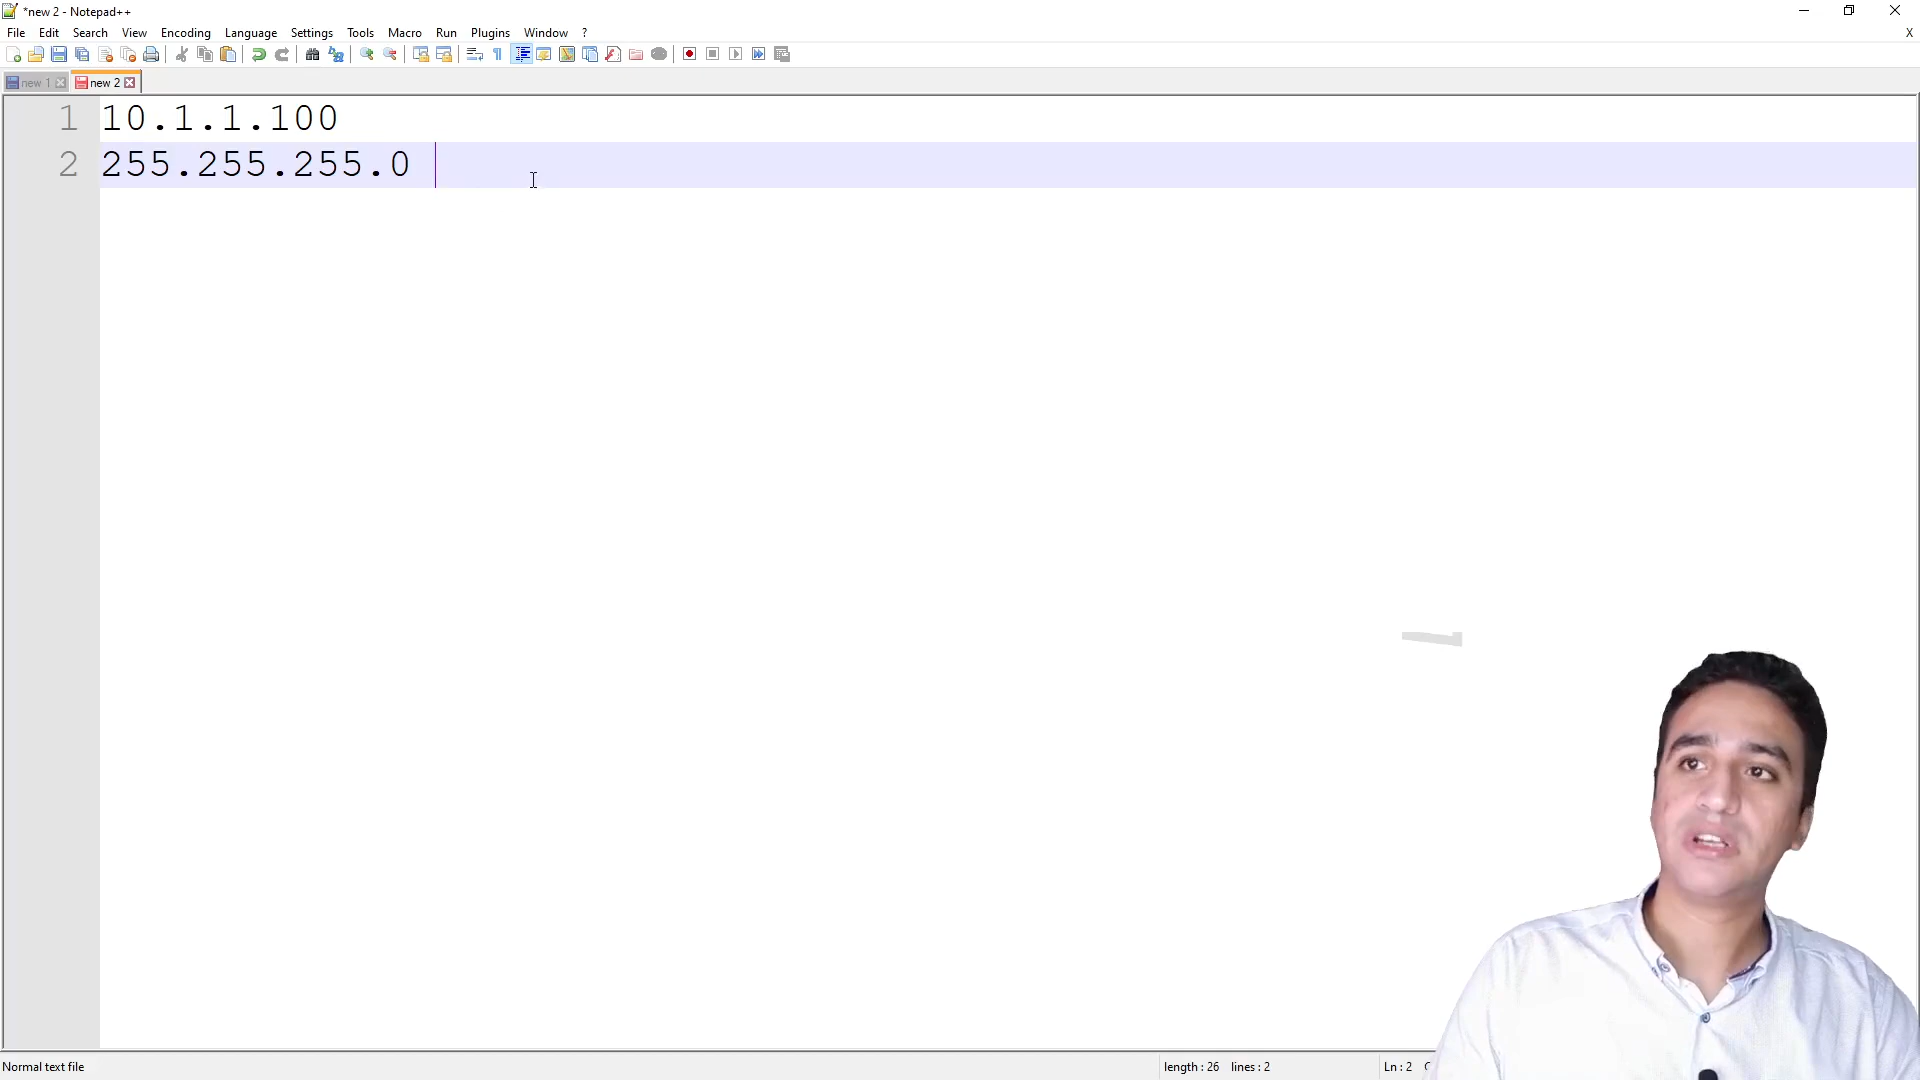 *new 2 - Notepad++
File Edit Search View Encoding Language Settings Tools Macro Run Plugins Window ? X
new 1 new 2
1 10.1.1.100
2 255.255.255.0
Normal text file length : 26 lines : 2 Ln : 2